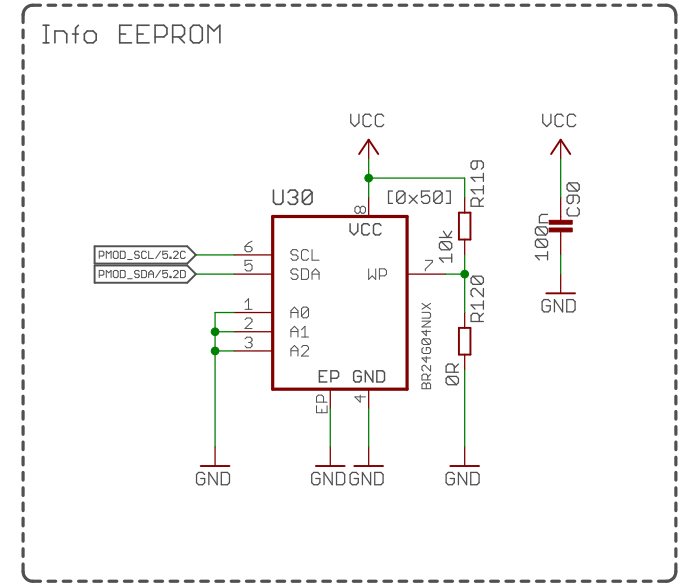 Info EEPROM
VCC
VCC
U30
[0x50]
R119
8
VCC
C90
100n
10k
PMOD_SCL/5.2C
6
SCL
PMOD_SDA/5.2D
5
SDA
WP
7
GND
R120
1
A0
2
A1
3
A2
BR24G04NUX
0R
EP GND
EP
4
GND
GND
GND
GND